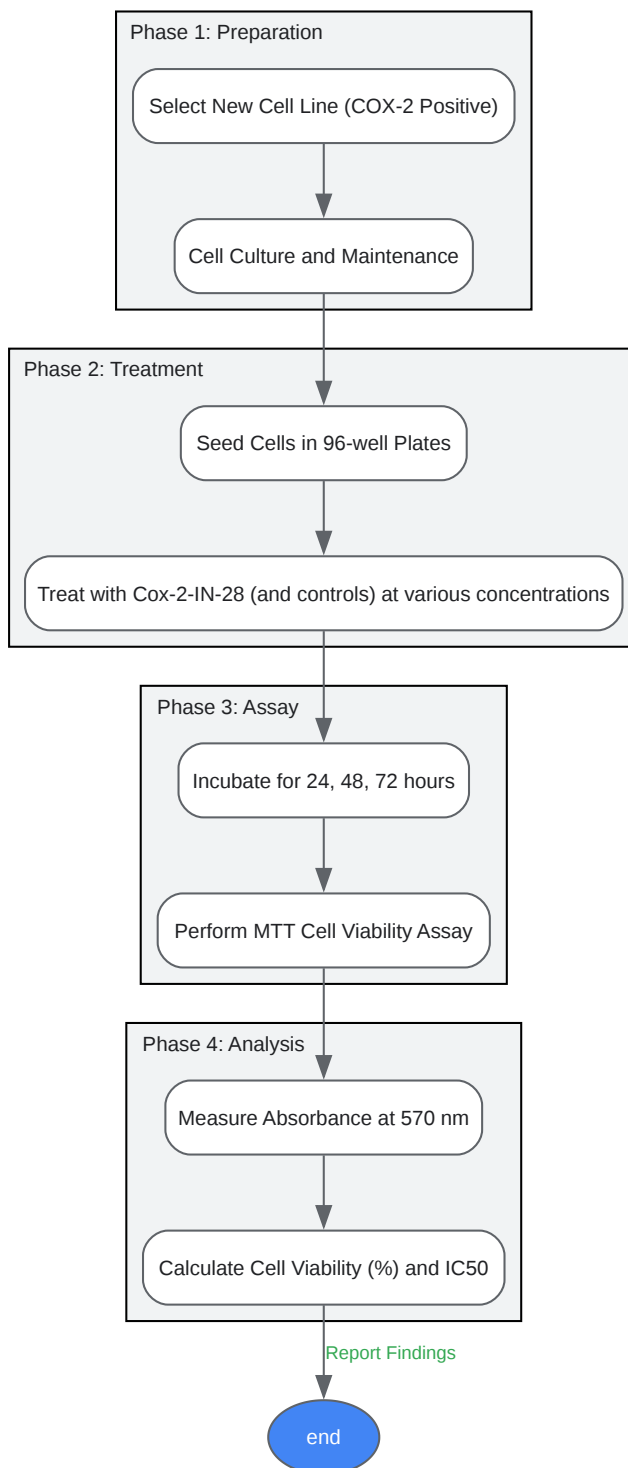 Phase 1: Preparation
Select New Cell Line (COX-2 Positive)
Cell Culture and Maintenance
Phase 2: Treatment
Seed Cells in 96-well Plates
Treat with Cox-2-IN-28 (and controls) at various concentrations
Phase 3: Assay
Incubate for 24, 48, 72 hours
Perform MTT Cell Viability Assay
Phase 4: Analysis
Measure Absorbance at 570 nm
Calculate Cell Viability (%) and IC50
Report Findings
end